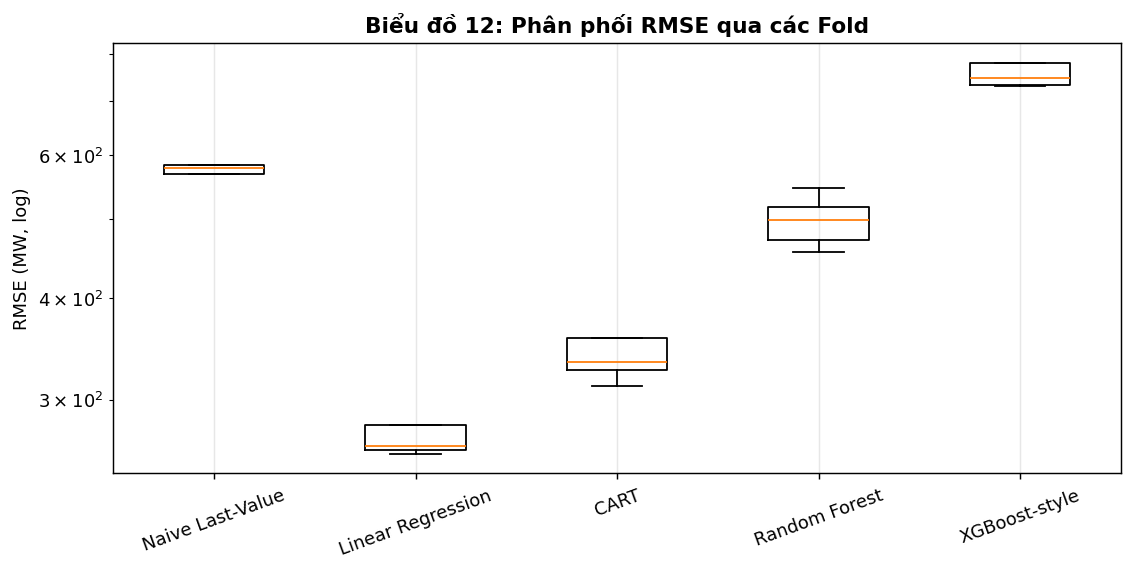 Biểu đồ 12: Phân phối RMSE qua các Fold
RMSE (MW, log)
6 × 10²
4 × 10²
3 × 10²
Naive Last-Value
Linear Regression
CART
Random Forest
XGBoost-style